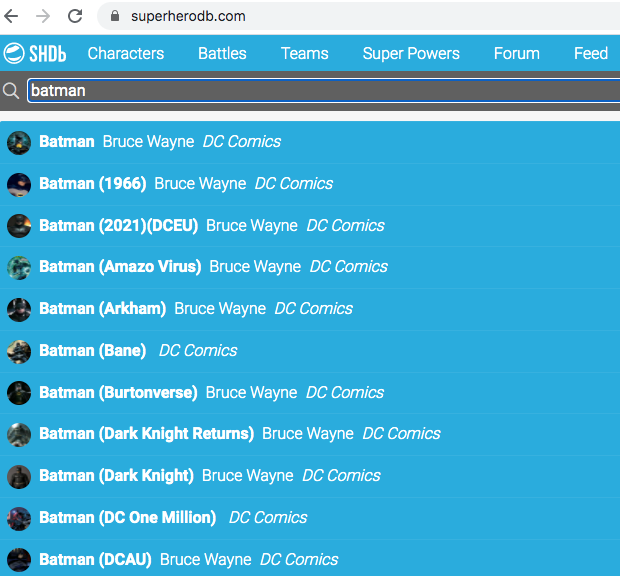 superherodb.com
SHDb Characters Battles Teams Super Powers Forum Feed
batman
Batman Bruce Wayne DC Comics
Batman (1966) Bruce Wayne DC Comics
Batman (2021)(DCEU) Bruce Wayne DC Comics
Batman (Amazo Virus) Bruce Wayne DC Comics
Batman (Arkham) Bruce Wayne DC Comics
Batman (Bane) DC Comics
Batman (Burtonverse) Bruce Wayne DC Comics
Batman (Dark Knight Returns) Bruce Wayne DC Comics
Batman (Dark Knight) Bruce Wayne DC Comics
Batman (DC One Million) DC Comics
Batman (DCAU) Bruce Wayne DC Comics